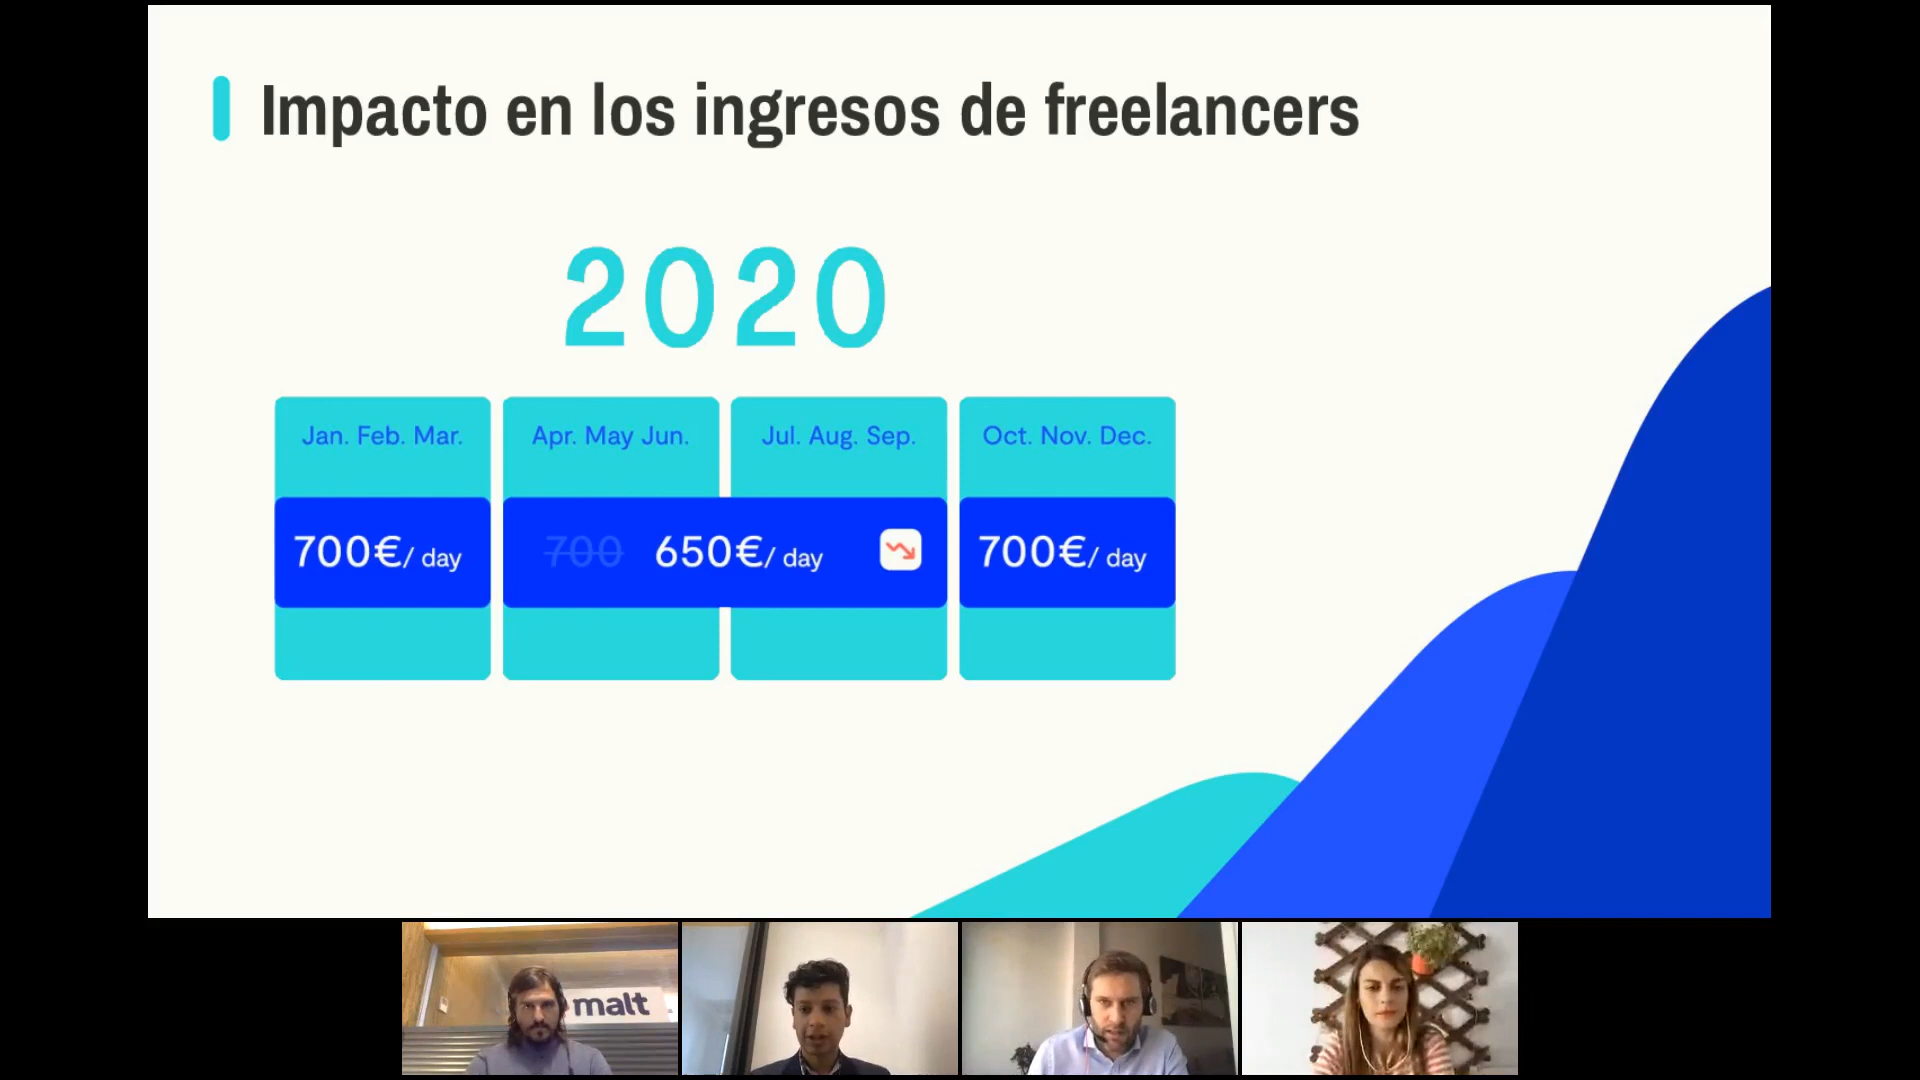 Impacto en los ingresos de freelancers
2020
Jan. Feb. Mar.
Apr. May Jun.
Jul. Aug. Sep.
Oct. Nov. Dec.
700€/ day
700 650€/ day
700€/ day
malt